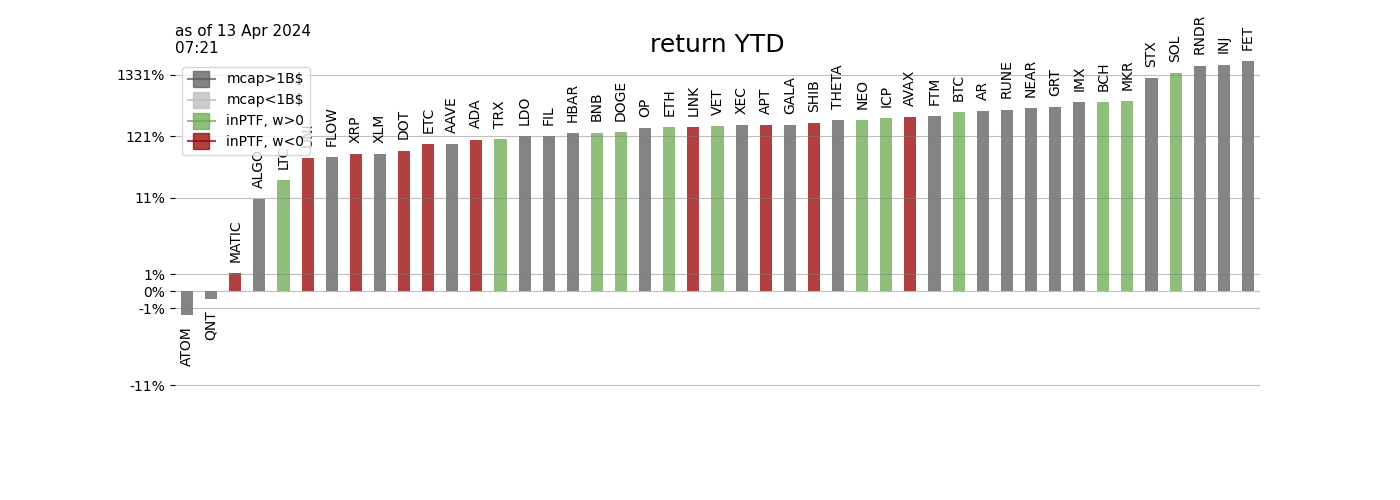 as of 13 Apr 2024
07:21
return YTD
mcap>1B$
mcap<1B$
inPTF, w>0
inPTF, w<0
1331%
121%
11%
1%
0%
-1%
-11%
ATOM
QNT
MATIC
ALGO
LTC
UNI
FLOW
XRP
XLM
DOT
ETC
AAVE
ADA
TRX
LDO
FIL
HBAR
BNB
DOGE
OP
ETH
LINK
VET
XEC
APT
GALA
SHIB
THETA
NEO
ICP
AVAX
FTM
BTC
AR
RUNE
NEAR
GRT
IMX
BCH
MKR
STX
SOL
RNDR
INJ
FET